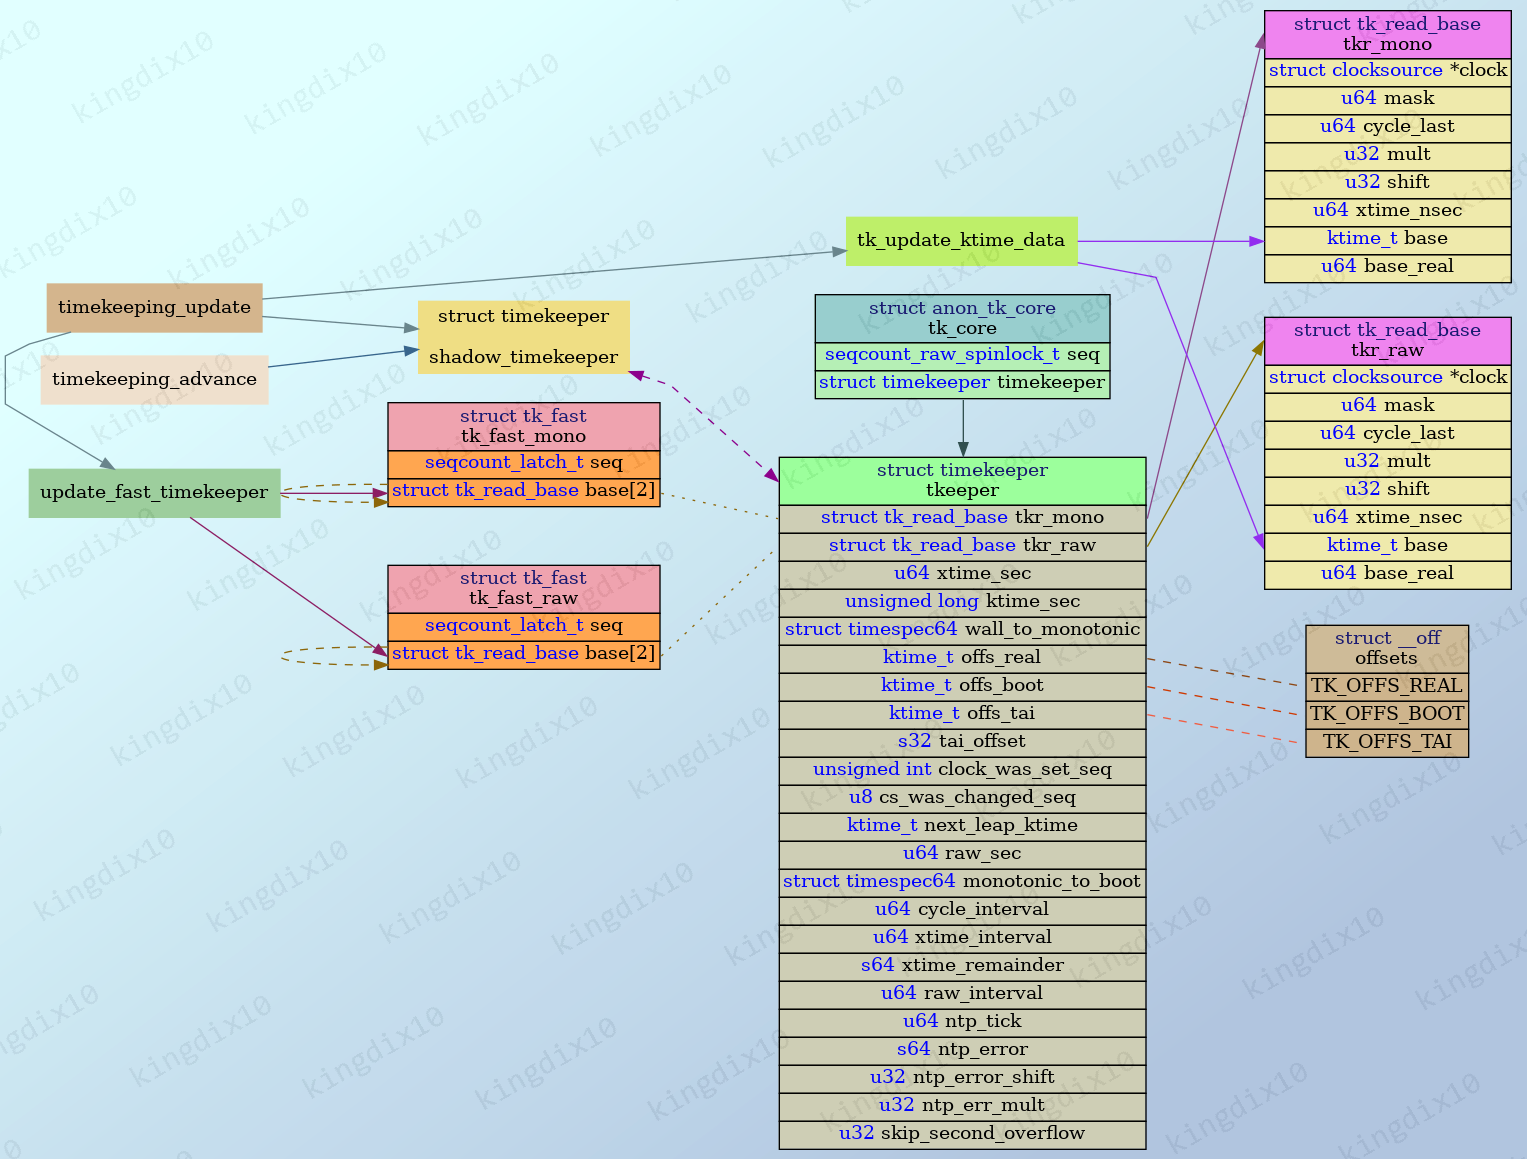 timekeeping_update
timekeeping_advance
update_fast_timekeeper
struct timekeeper
shadow_timekeeper
struct tk_fast
tk_fast_mono
seqcount_latch_t seq
struct tk_read_base base[2]
struct tk_fast
tk_fast_raw
seqcount_latch_t seq
struct tk_read_base base[2]
tk_update_ktime_data
struct anon_tk_core
tk_core
seqcount_raw_spinlock_t seq
struct timekeeper timekeeper
struct timekeeper
tkeeper
struct tk_read_base tkr_mono
struct tk_read_base tkr_raw
u64 xtime_sec
unsigned long ktime_sec
struct timespec64 wall_to_monotonic
ktime_t offs_real
ktime_t offs_boot
ktime_t offs_tai
s32 tai_offset
unsigned int clock_was_set_seq
u8 cs_was_changed_seq
ktime_t next_leap_ktime
u64 raw_sec
struct timespec64 monotonic_to_boot
u64 cycle_interval
u64 xtime_interval
s64 xtime_remainder
u64 raw_interval
u64 ntp_tick
s64 ntp_error
u32 ntp_error_shift
u32 ntp_err_mult
u32 skip_second_overflow
struct tk_read_base
tkr_mono
struct clocksource *clock
u64 mask
u64 cycle_last
u32 mult
u32 shift
u64 xtime_nsec
ktime_t base
u64 base_real
struct tk_read_base
tkr_raw
struct clocksource *clock
u64 mask
u64 cycle_last
u32 mult
u32 shift
u64 xtime_nsec
ktime_t base
u64 base_real
struct __off
offsets
TK_OFFS_REAL
TK_OFFS_BOOT
TK_OFFS_TAI
kingdix10